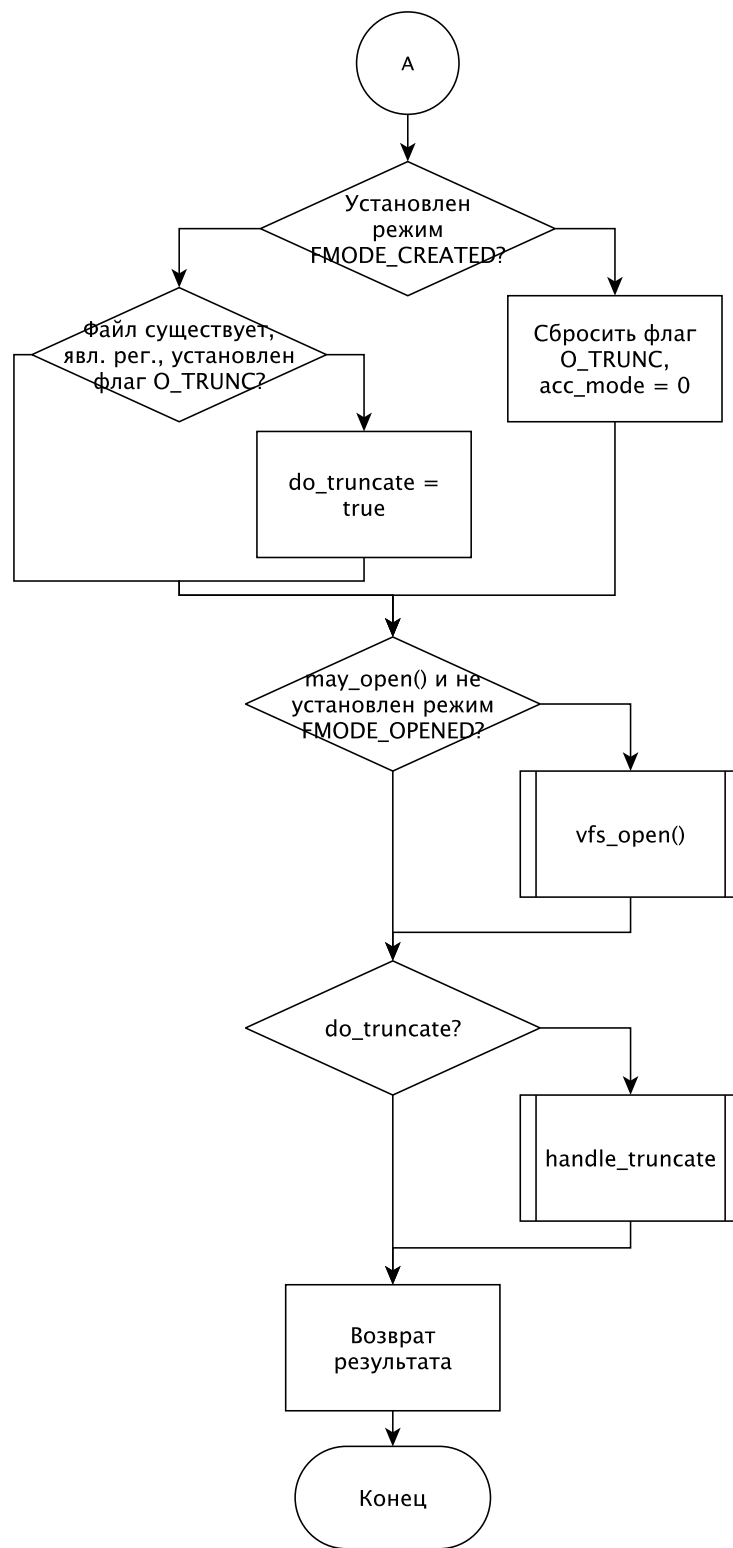 A
Установлен
режим
FMODE_CREATED?
Файл существует,
явл. рег., установлен
флаг O_TRUNC?
Сбросить флаг
O_TRUNC,
acc_mode = 0
do_truncate =
true
may_open() и не
установлен режим
FMODE_OPENED?
vfs_open()
do_truncate?
handle_truncate
Возврат
результата
Конец